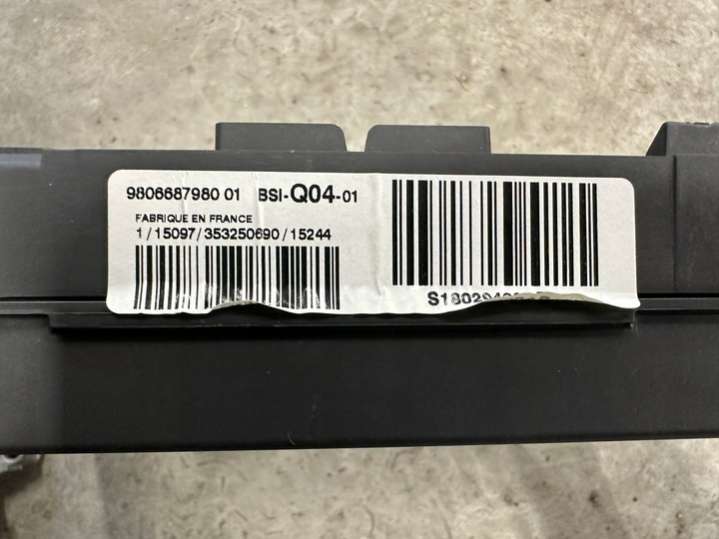 9806687980 01 BSI-Q04-01
FABRIQUE EN FRANCE
1/15097/353250690/15244